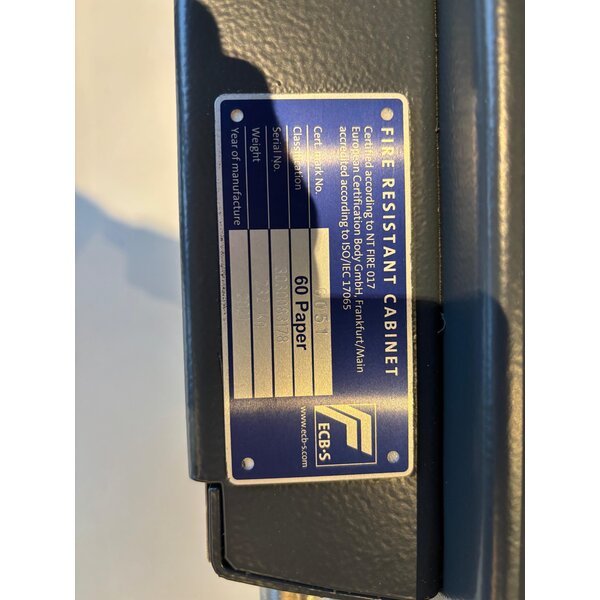 FIRE RESISTANT CABINET
Certified according to NT FIRE 017
European Certification Body GmbH, Frankfurt/Main
accredited according to ISO/IEC 17065
Cert. mark No.
Classification 60 Paper
Serial No.
Weight
Year of manufacture
ECB·S
www.ecb-s.com